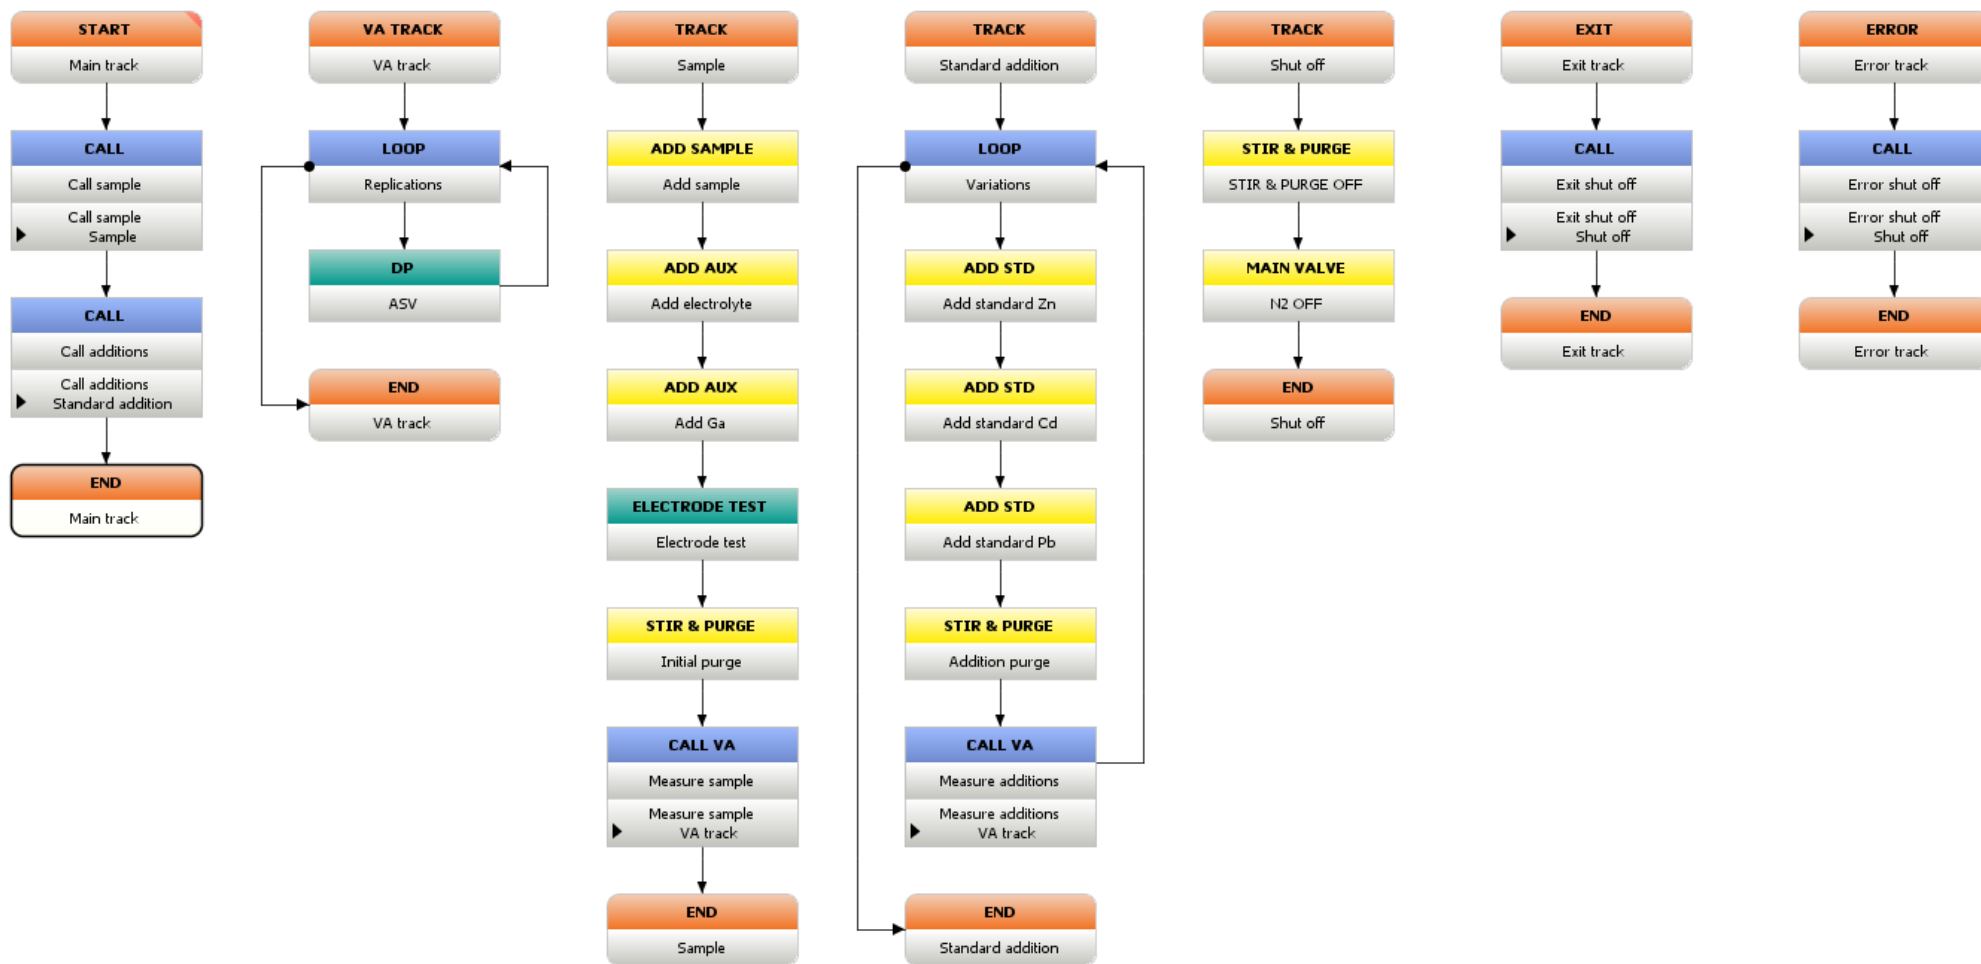 START
Main track
CALL
Call sample
Call sample
Sample
CALL
Call additions
Call additions
Standard addition
END
Main track
VA TRACK
VA track
LOOP
Replications
DP
ASV
END
VA track
TRACK
Sample
ADD SAMPLE
Add sample
ADD AUX
Add electrolyte
ADD AUX
Add Ga
ELECTRODE TEST
Electrode test
STIR & PURGE
Initial purge
CALL VA
Measure sample
Measure sample
VA track
END
Sample
TRACK
Standard addition
LOOP
Variations
ADD STD
Add standard Zn
ADD STD
Add standard Cd
ADD STD
Add standard Pb
STIR & PURGE
Addition purge
CALL VA
Measure additions
Measure additions
VA track
END
Standard addition
TRACK
Shut off
STIR & PURGE
STIR & PURGE OFF
MAIN VALVE
N2 OFF
END
Shut off
EXIT
Exit track
CALL
Exit shut off
Exit shut off
Shut off
END
Exit track
ERROR
Error track
CALL
Error shut off
Error shut off
Shut off
END
Error track